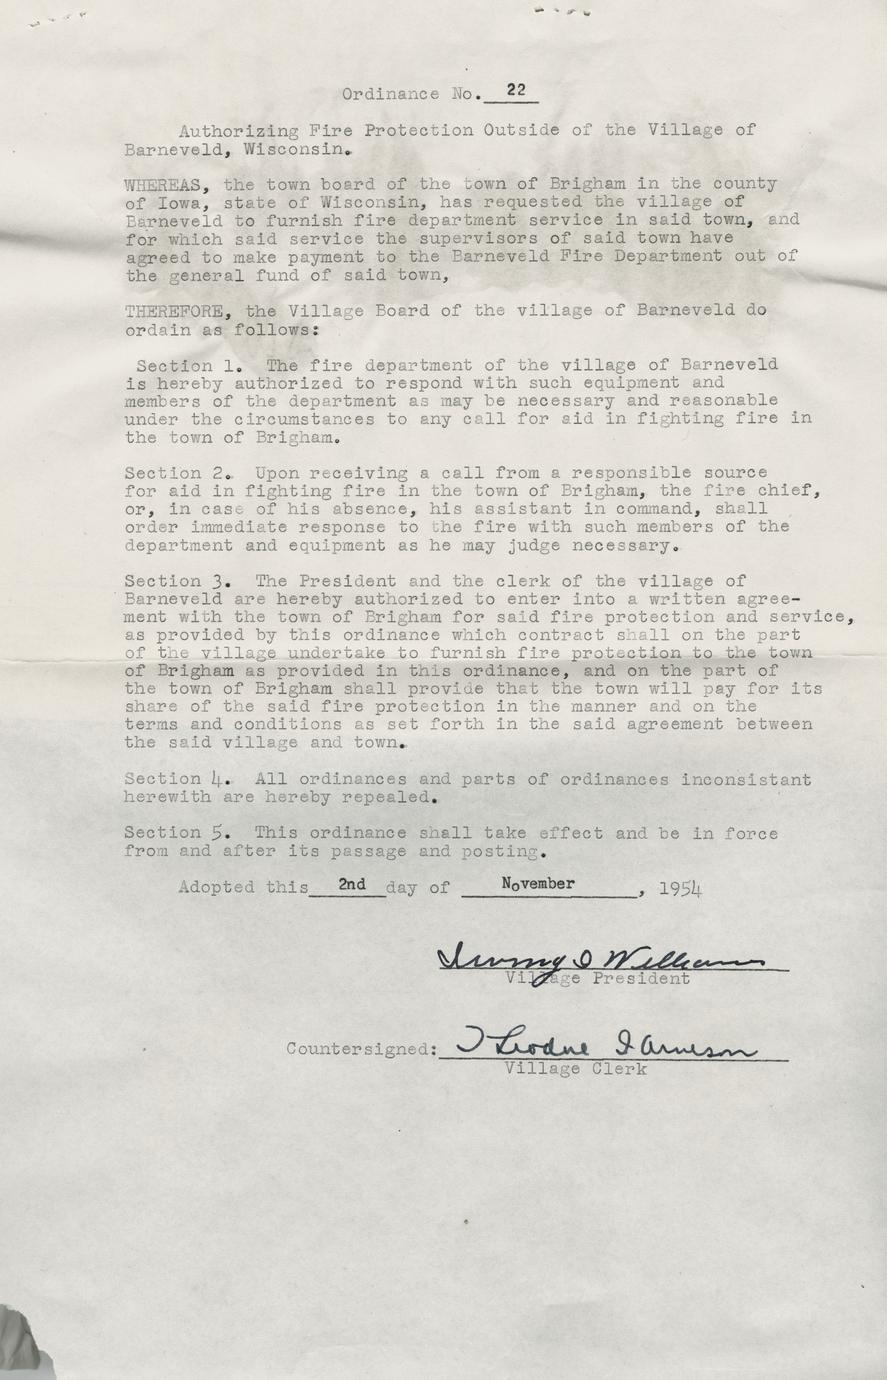 Ordinance No. 22
Authorizing Fire Protection Outside of the Village of
Barneveld, Wisconsin.
WHEREAS, the town board of the town of Brigham in the county
of Iowa, state of Wisconsin, has requested the village of
Barneveld to furnish fire department service in said town, and
for which said service the supervisors of said town have
agreed to make payment to the Barneveld Fire Department out of
the general fund of said town,
THEREFORE, the Village Board of the village of Barneveld do
ordain as follows:
Section 1. The fire department of the village of Barneveld
is hereby authorized to respond with such equipment and
members of the department as may be necessary and reasonable
under the circumstances to any call for aid in fighting fire in
the town of Brigham.
Section 2. Upon receiving a call from a responsible source
for aid in fighting fire in the town of Brigham, the fire chief,
or, in case of his absence, his assistant in command, shall
order immediate response to the fire with such members of the
department and equipment as he may judge necessary.
Section 3. The President and the clerk of the village of
Barneveld are hereby authorized to enter into a written agree-
ment with the town of Brigham for said fire protection and service,
as provided by this ordinance which contract shall on the part
of the village undertake to furnish fire protection to the town
of Brigham as provided in this ordinance, and on the part of
the town of Brigham shall provide that the town will pay for its
share of the said fire protection in the manner and on the
terms and conditions as set forth in the said agreement between
the said village and town.
Section 4. All ordinances and parts of ordinances inconsistant
herewith are hereby repealed.
Section 5. This ordinance shall take effect and be in force
from and after its passage and posting.
Adopted this 2nd day of November, 1954
Williams
Village President
Countersigned: Arneson
Village Clerk